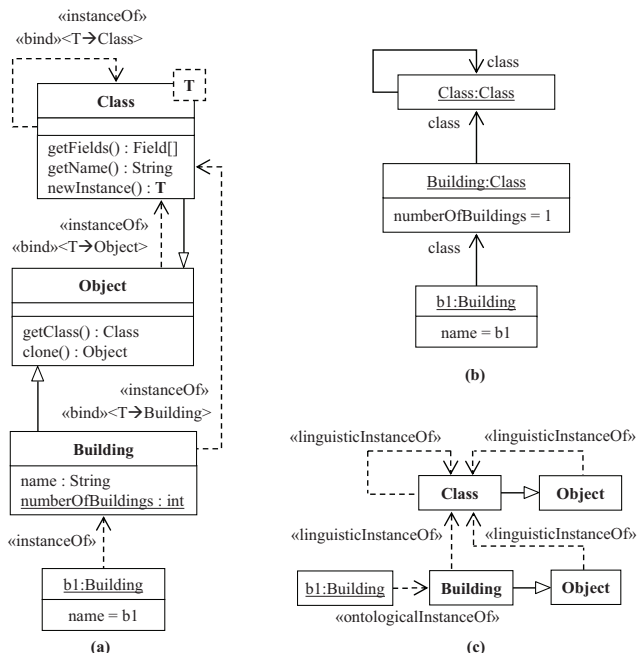 «instanceOf»
«bind»<T→Class>
T
Class
getFields() : Field[]
getName() : String
newInstance() : T
«instanceOf»
«bind»<T→Object>
Object
getClass() : Class
clone() : Object
«instanceOf»
«bind»<T→Building>
Building
name : String
numberOfBuildings : int
«instanceOf»
b1:Building
name = b1
(a)
class
Class:Class
class
Building:Class
numberOfBuildings = 1
class
b1:Building
name = b1
(b)
«linguisticInstanceOf» «linguisticInstanceOf»
Class Object
«linguisticInstanceOf» «linguisticInstanceOf»
b1:Building Building Object
«ontologicalInstanceOf»
(c)